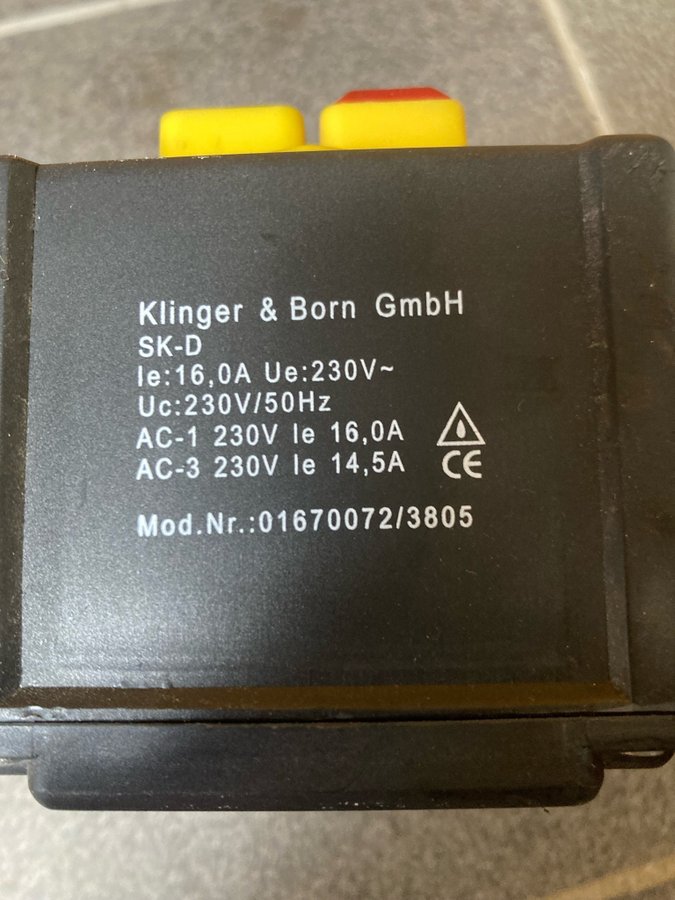 Klinger & Born GmbH
SK-D
Ie:16,0A Ue:230V~
Uc:230V/50Hz
AC-1 230V Ie 16,0A
AC-3 230V Ie 14,5A
CE
Mod.Nr.:01670072/3805